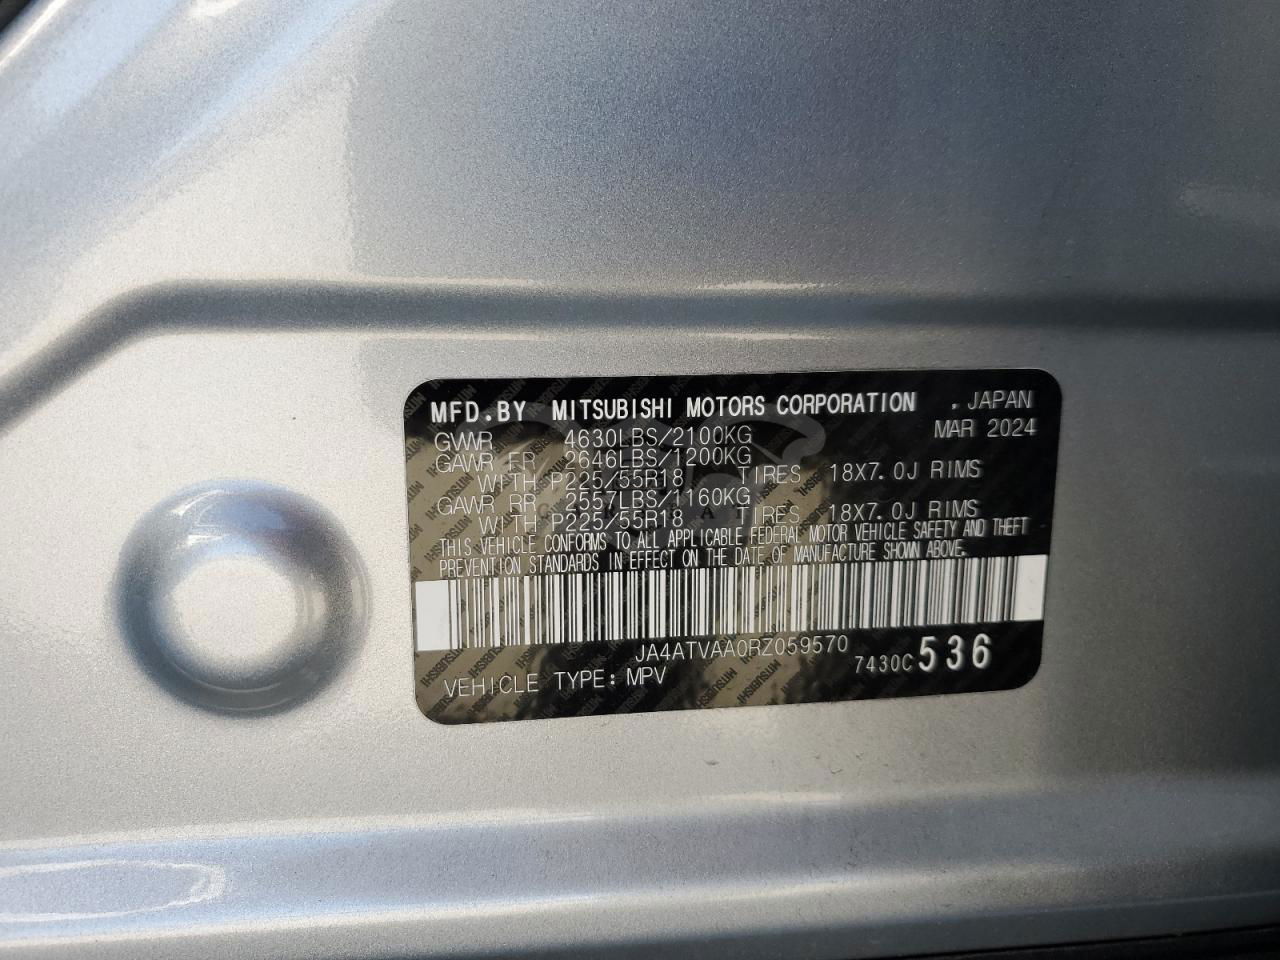 MFD.BY MITSUBISHI MOTORS CORPORATION . JAPAN
GVWR 4630LBS/2100KG MAR 2024
GAWR FR 2646LBS/1200KG
WITH P225/55R18 TIRES 18X7.0J RIMS
GAWR RR 2557LBS/1160KG
WITH P225/55R18 TIRES 18X7.0J RIMS
THIS VEHICLE CONFORMS TO ALL APPLICABLE FEDERAL MOTOR VEHICLE SAFETY AND THEFT
PREVENTION STANDARDS IN EFFECT ON THE DATE OF MANUFACTURE SHOWN ABOVE.
JA4ATVAA0RZ059570
7430C536
VEHICLE TYPE: MPV